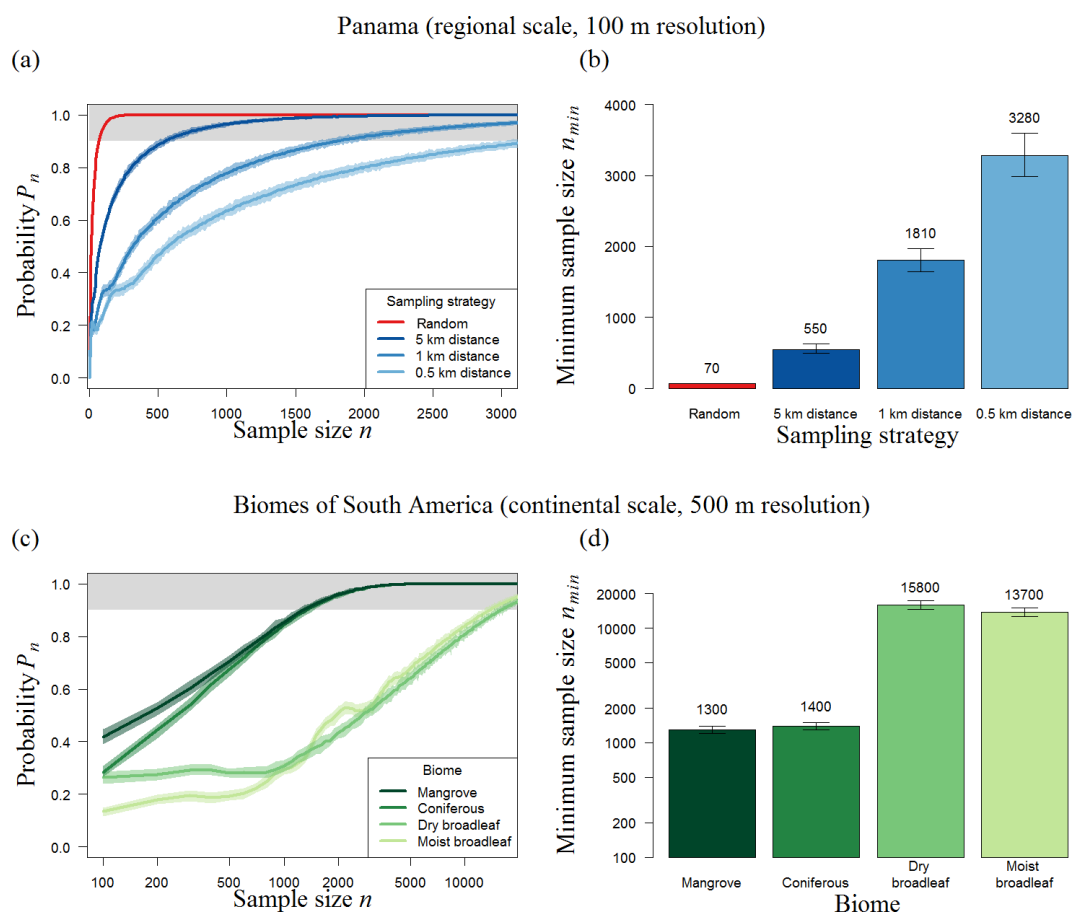 Panama (regional scale, 100 m resolution)
(a)
Probability Pn
1.0
0.8
0.6
0.4
0.2
0.0
0 500 1000 1500 2000 2500 3000
Sample size n
Sampling strategy
Random
5 km distance
1 km distance
0.5 km distance
(b)
Minimum sample size nmin
4000
3000
2000
1000
0
70
550
1810
3280
Random 5 km distance 1 km distance 0.5 km distance
Sampling strategy
Biomes of South America (continental scale, 500 m resolution)
(c)
Probability Pn
1.0
0.8
0.6
0.4
0.2
0.0
100 200 500 1000 2000 5000 10000
Sample size n
Biome
Mangrove
Coniferous
Dry broadleaf
Moist broadleaf
(d)
Minimum sample size nmin
20000
10000
5000
2000
1000
500
200
100
1300
1400
15800
13700
Mangrove Coniferous Dry broadleaf Moist broadleaf
Biome